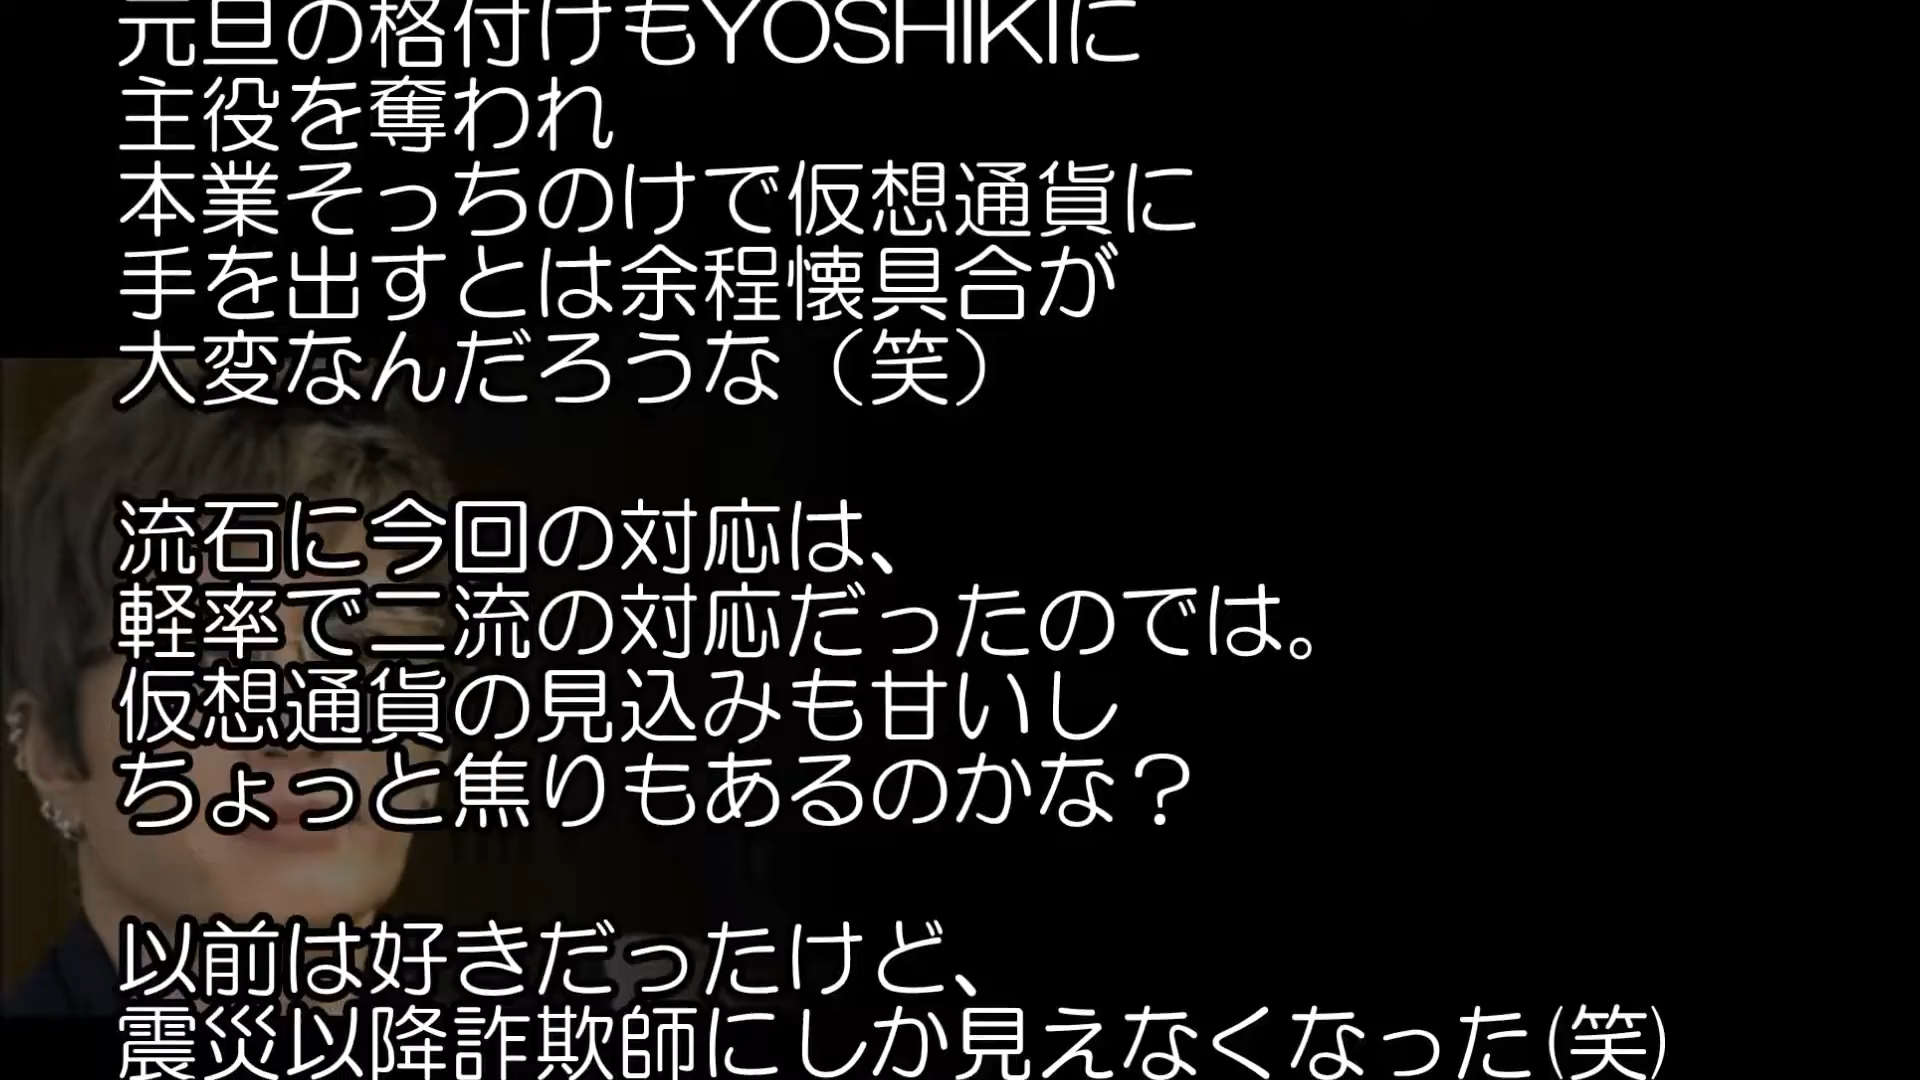 元旦の格付けもYOSHIKIに
主役を奪われ
本業そっちのけで仮想通貨に
手を出すとは余程懐具合が
大変なんだろうな（笑）
流石に今回の対応は、
軽率で二流の対応だったのでは。
仮想通貨の見込みも甘いし
ちょっと焦りもあるのかな？
以前は好きだったけど、
震災以降詐欺師にしか見えなくなった(笑)